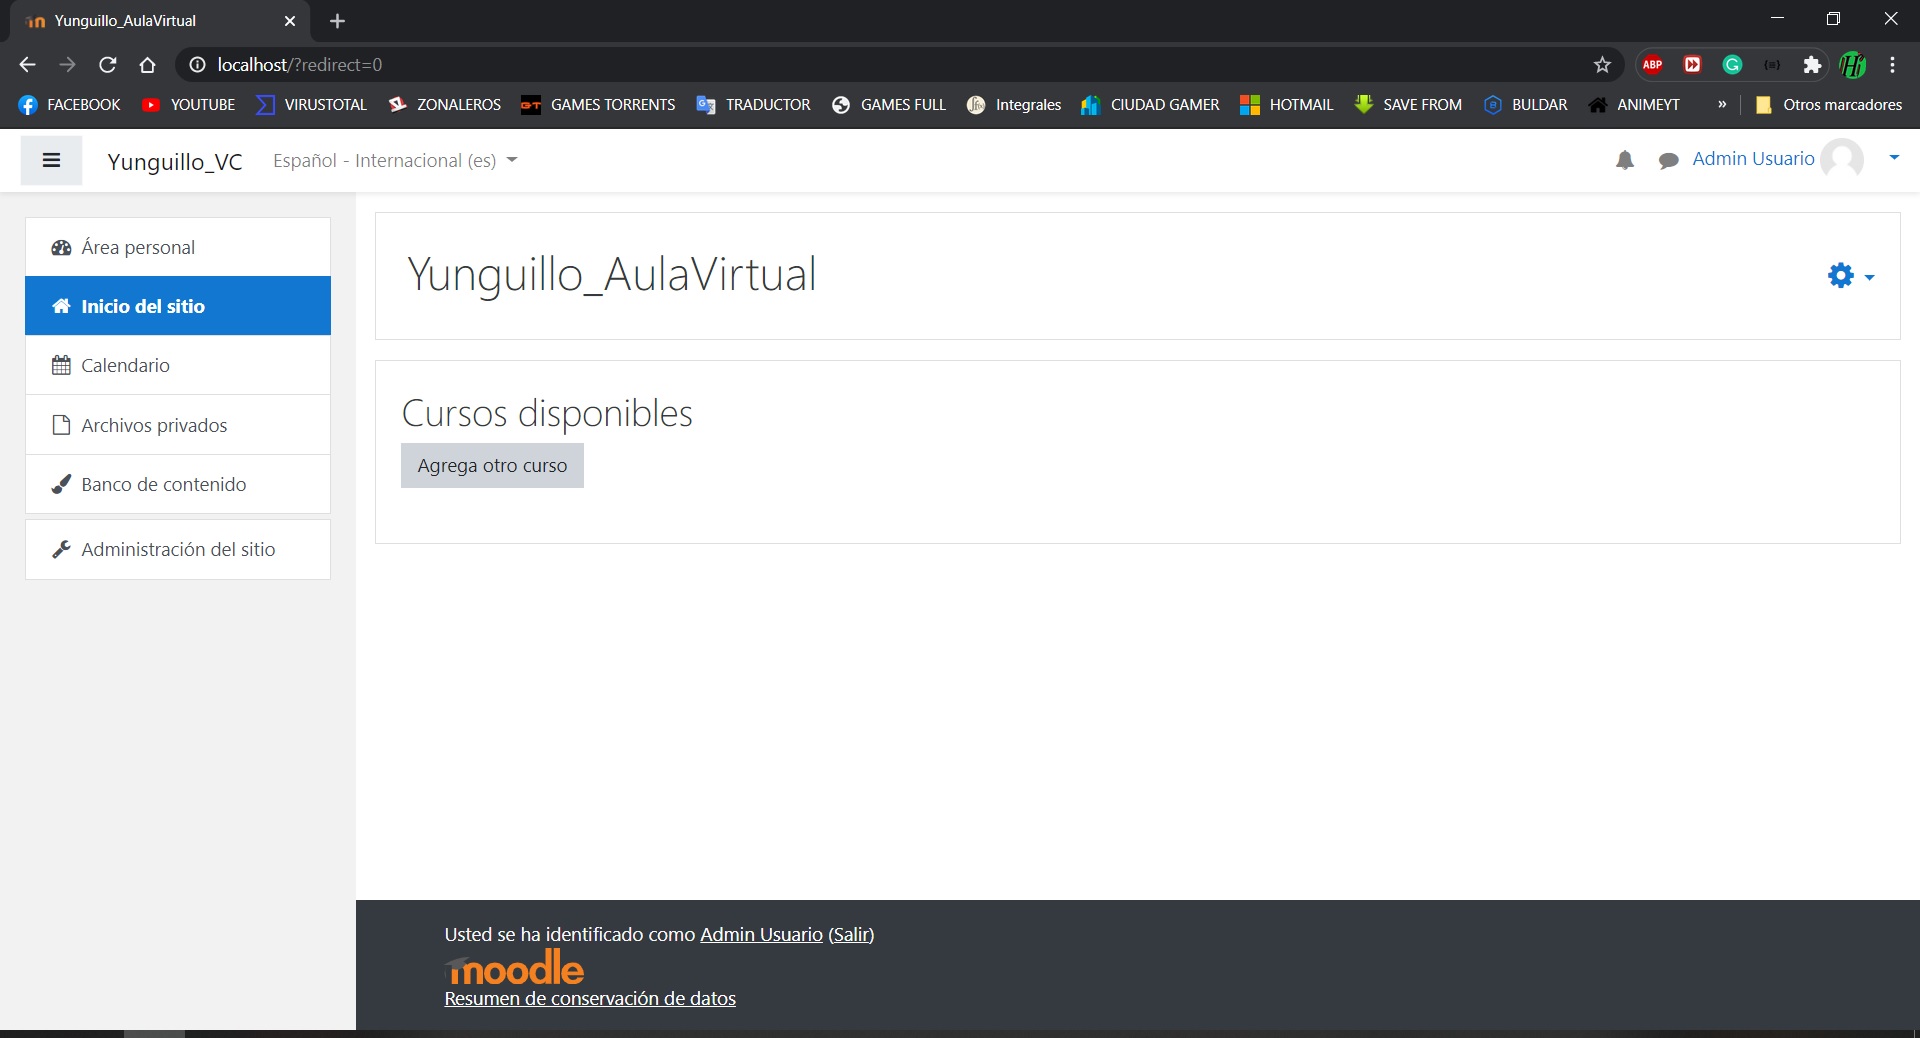 Yunguillo_AulaVirtual
localhost/?redirect=0
ABP
FACEBOOK YOUTUBE VIRUSTOTAL ZONALEROS GAMES TORRENTS TRADUCTOR GAMES FULL Integrales CIUDAD GAMER HOTMAIL SAVE FROM BULDAR ANIMEYT » Otros marcadores
Yunguillo_VC Español - Internacional (es) Admin Usuario
Área personal
Inicio del sitio
Calendario
Archivos privados
Banco de contenido
Administración del sitio
Yunguillo_AulaVirtual
Cursos disponibles
Agrega otro curso
Usted se ha identificado como Admin Usuario (Salir)
moodle
Resumen de conservación de datos